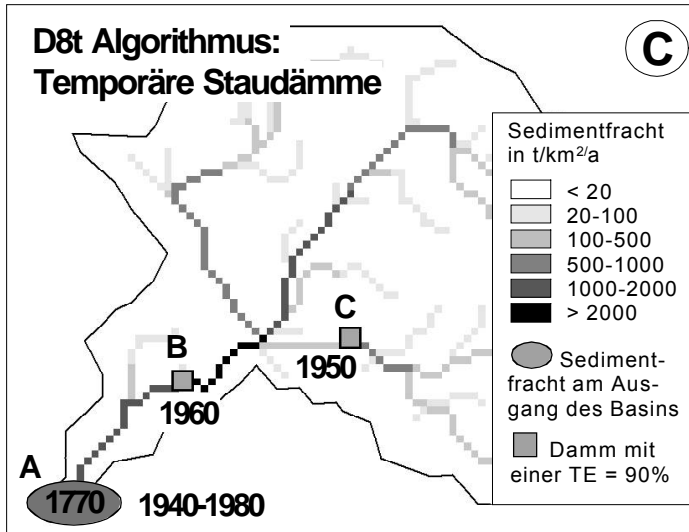 D8t Algorithmus:
Temporäre Staudämme
C
Sedimentfracht
in t/km²/a
< 20
20-100
100-500
500-1000
1000-2000
> 2000
Sediment-
fracht am Aus-
gang des Basins
Damm mit
einer TE = 90%
C
1950
B
1960
A
1770
1940-1980